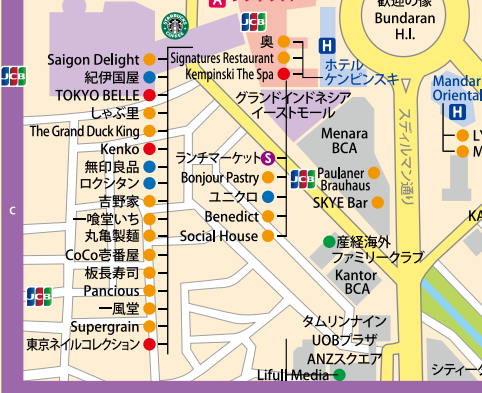 歓迎の像
Bundaran
H.I.
STARBUCKS COFFEE
A
JCB
奥
Signatures Restaurant
Kempinski The Spa
H
ホテル
ケンピンスキ
JCB
Saigon Delight
紀伊国屋
TOKYO BELLE
しゃぶ里
The Grand Duck King
Kenko
無印良品
ロクシタン
吉野家
一喰堂いち
丸亀製麺
CoCo壱番屋
板長寿司
Pancious
一風堂
Supergrain
東京ネイルコレクション
グランドインドネシア
イーストモール
ランチマーケット
S
Bonjour Pastry
ユニクロ
Benedict
Social House
JCB
Menara
BCA
Paulaner
Brauhaus
SKYE Bar
スディルマン通り
Mandar
Oriental
H
LY
M
産経海外
ファミリークラブ
Kantor
BCA
KA
C
JCB
タムリンナイン
UOBプラザ
ANZスクエア
Lifull Media
シティー